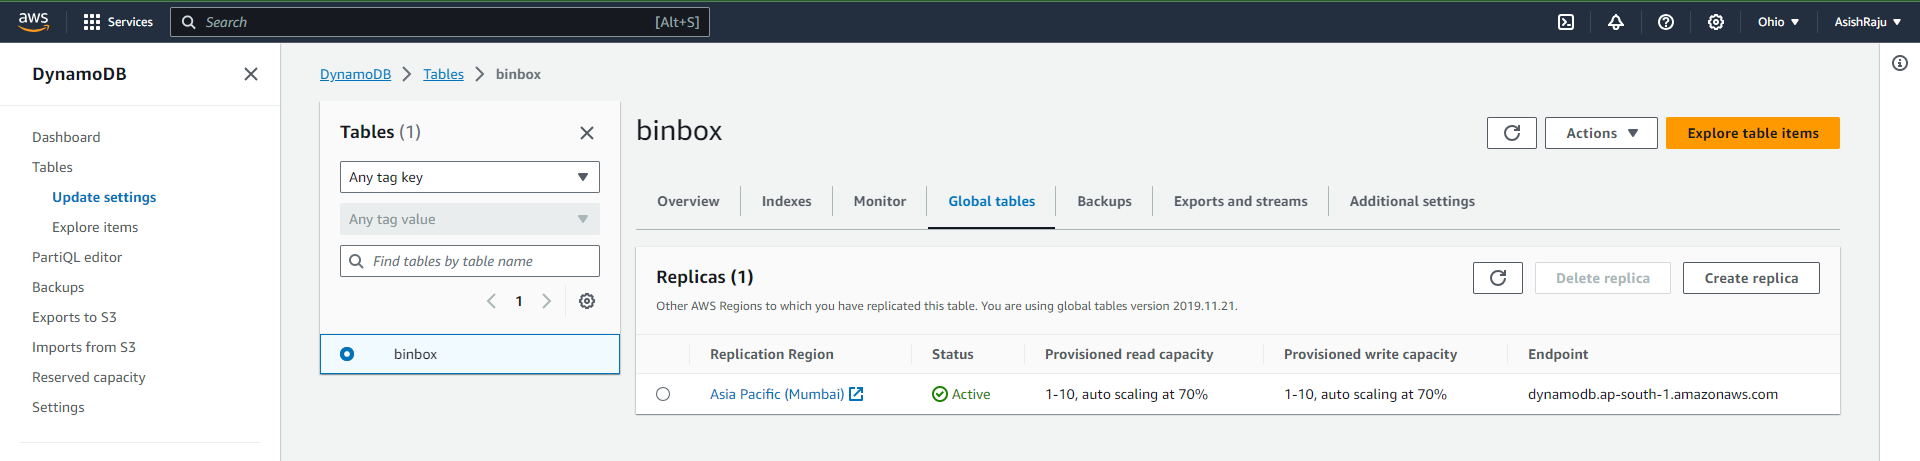 aws Services Search [Alt+S] Ohio AsishRaju
DynamoDB
Dashboard
Tables
Update settings
Explore items
PartiQL editor
Backups
Exports to S3
Imports from S3
Reserved capacity
Settings
DynamoDB Tables binbox
Tables (1)
Any tag key
Any tag value
Find tables by table name
1
binbox
binbox
Actions Explore table items
Overview Indexes Monitor Global tables Backups Exports and streams Additional settings
Replicas (1) Delete replica Create replica
Other AWS Regions to which you have replicated this table. You are using global tables version 2019.11.21.
Replication Region Status Provisioned read capacity Provisioned write capacity Endpoint
Asia Pacific (Mumbai) Active 1-10, auto scaling at 70% 1-10, auto scaling at 70% dynamodb.ap-south-1.amazonaws.com